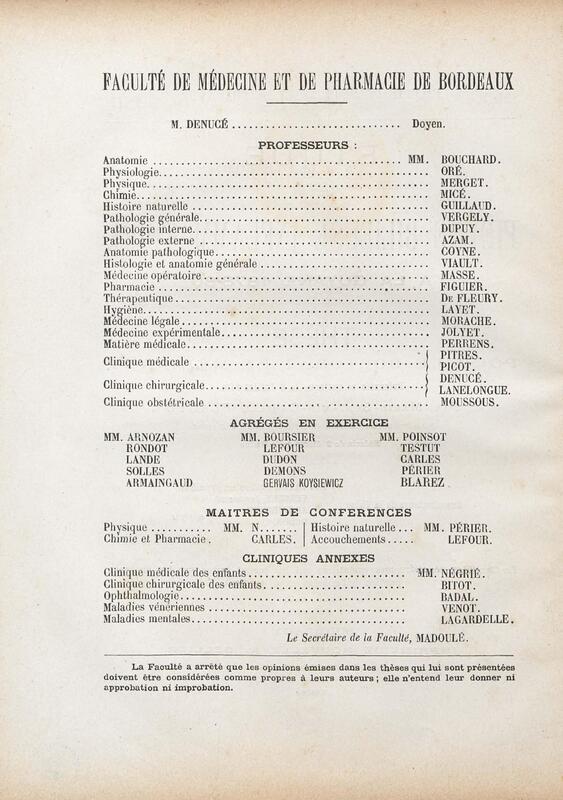 FACULTÉ DE MÉDECINE ET DE PHARMACIE DE BORDEAUX
M. DENUCÉ .............................. Doyen.
PROFESSEURS :
Anatomie ............................................ MM. BOUCHARD.
Physiologie................................................ ORÉ.
Physique.................................................. MERGET.
Chimie.................................................... MICÉ.
Histoire naturelle ........................................ GUILLAUD.
Pathologie générale........................................ VERGELY.
Pathologie interne......................................... DUPUY.
Pathologie externe ........................................ AZAM.
Anatomie pathologique...................................... COYNE.
Histologie et anatomie générale............................ VIAULT.
Médecine opératoire........................................ MASSE.
Pharmacie ................................................. FIGUIER.
Thérapeutique ............................................. DE FLEURY.
Hygiène.................................................... LAYET.
Médecine légale............................................ MORACHE.
Médecine expérimentale..................................... JOLYET.
Matière médicale........................................... PERRENS.
Clinique médicale ......................................... { PITRES.
PICOT.
Clinique chirurgicale...................................... { DENUCÉ.
LANELONGUE.
Clinique obstétricale ..................................... MOUSSOUS.
AGRÉGÉS EN EXERCICE
MM. ARNOZAN MM. BOURSIER MM. POINSOT
RONDOT LEFOUR TESTUT
LANDE DUDON CARLES
SOLLES DEMONS PÉRIER
ARMAINGAUD GERVAIS KOYSIEWICZ BLAREZ.
MAITRES DE CONFERENCES
Physique ........... MM. N....... Histoire naturelle ... MM. PÉRIER.
Chimie et Pharmacie . CARLES. Accouchements ..... LEFOUR.
CLINIQUES ANNEXES
Clinique médicale des enfants............................ MM. NÉGRIÉ.
Clinique chirurgicale des enfants........................ BITOT.
Ophthalmologie........................................... BADAL.
Maladies vénériennes .................................... VENOT.
Maladies mentales........................................ LAGARDELLE.
Le Secrétaire de la Faculté, MADOULÉ.
La Faculté a arrêté que les opinions émises dans les thèses qui lui sont présentées
doivent être considérées comme propres à leurs auteurs ; elle n'entend leur donner ni
approbation ni improbation.